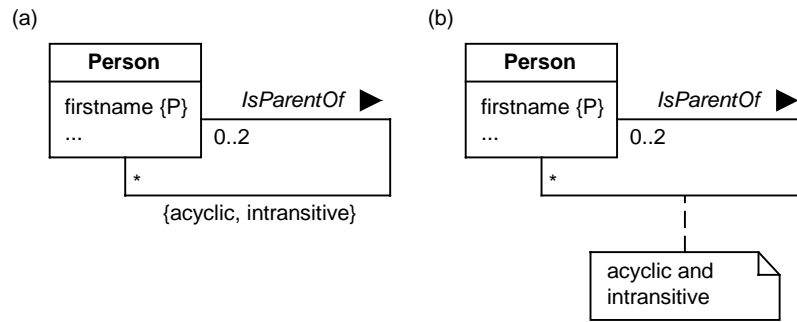 (a)
Person
firstname {P}
...
IsParentOf
0..2
*
{acyclic, intransitive}
(b)
Person
firstname {P}
...
IsParentOf
0..2
*
acyclic and
intransitive